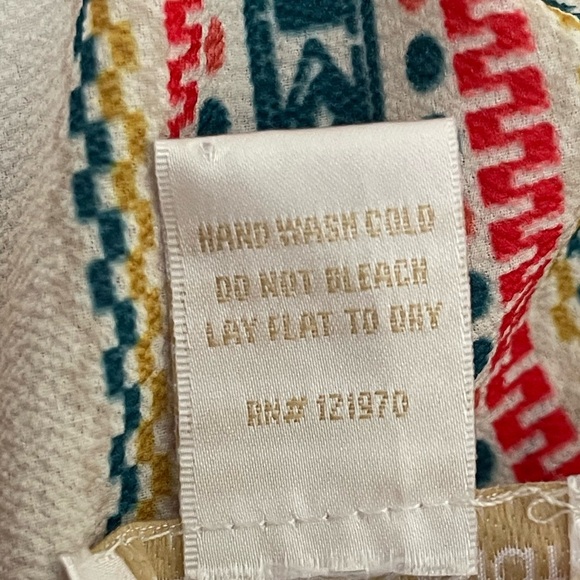 HAND WASH COLD
DO NOT BLEACH
LAY FLAT TO DRY
RN# 121970